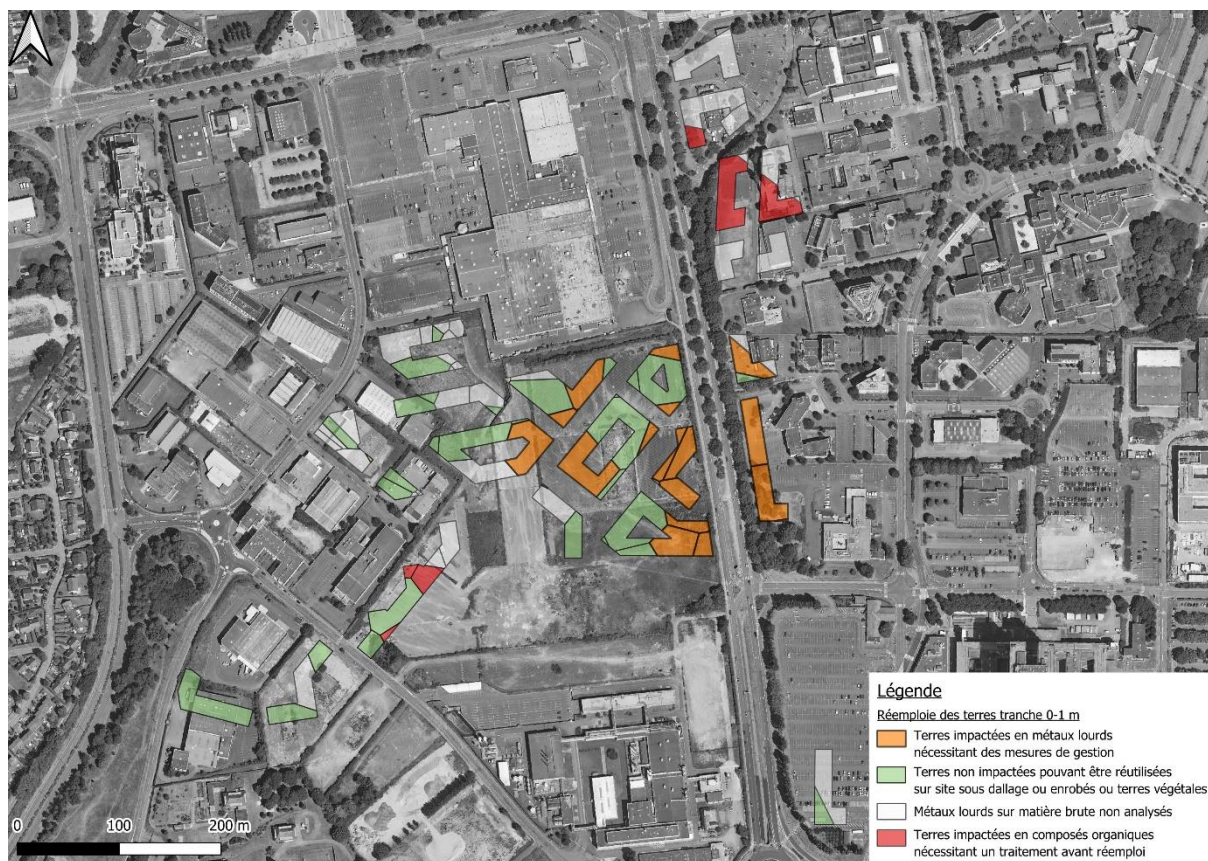 Légende
Réemploie des terres tranche 0-1 m
Terres impactées en métaux lourds
nécessitant des mesures de gestion
Terres non impactées pouvant être réutilisées
sur site sous dallage ou enrobés ou terres végétales
Métaux lourds sur matière brute non analysés
Terres impactées en composés organiques
nécessitant un traitement avant réemploi
0 100 200 m